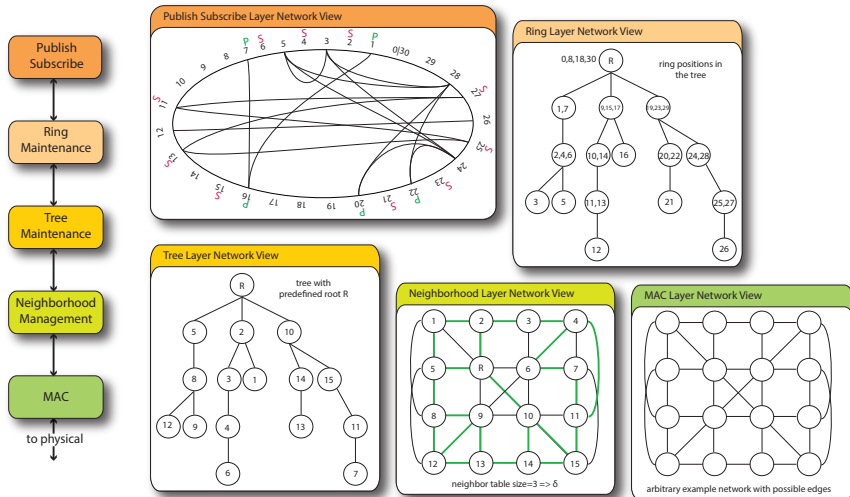 Publish
Subscribe
Ring
Maintenance
Tree
Maintenance
Neighborhood
Management
MAC
to physical
Publish Subscribe Layer Network View
P
S
S
S
P
7
6
5
4
3
2
1
0|30
8
29
9
28
10
27
S
S
11
26
12
25
S
13
S
24
14
23
S
15
S
22
P
16
P
17
18
19
20
P
21
S
Ring Layer Network View
0,8,18,30
R
ring positions in
the tree
1,7
9,15,17
19,23,29
2,4,6
10,14
16
20,22
24,28
3
5
11,13
21
25,27
12
26
Tree Layer Network View
R
tree with
predefined root R
5
2
10
8
3
1
14
15
12
9
4
13
11
6
7
Neighborhood Layer Network View
1
2
3
4
5
R
6
7
8
9
10
11
12
13
14
15
neighbor table size=3 => δ
MAC Layer Network View
arbitrary example network with possible edges